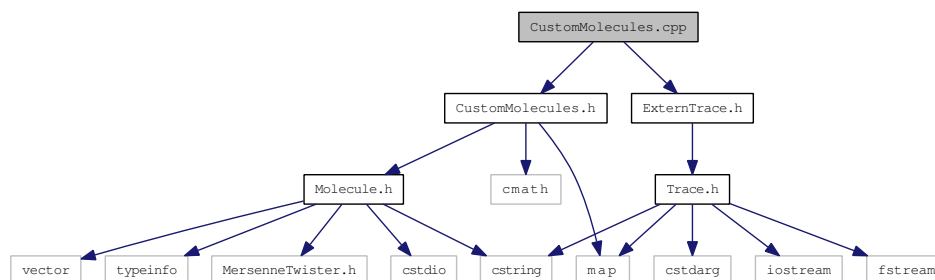 CustomMolecules.cpp
CustomMolecules.h
ExternTrace.h
Molecule.h
cmath
Trace.h
vector
typeinfo
MersenneTwister.h
cstdio
cstring
map
cstdarg
iostream
fstream